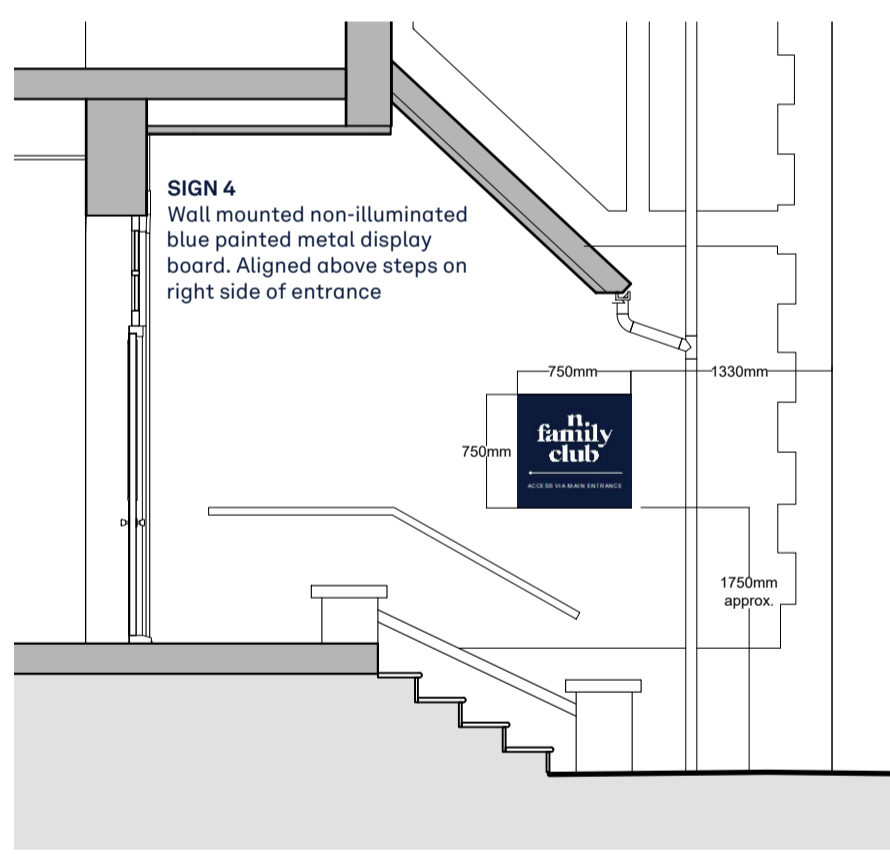 SIGN 4
Wall mounted non-illuminated
blue painted metal display
board. Aligned above steps on
right side of entrance
750mm
1330mm
750mm
n
family
club
ACCESS VIA MAIN ENTRANCE
1750mm
approx.